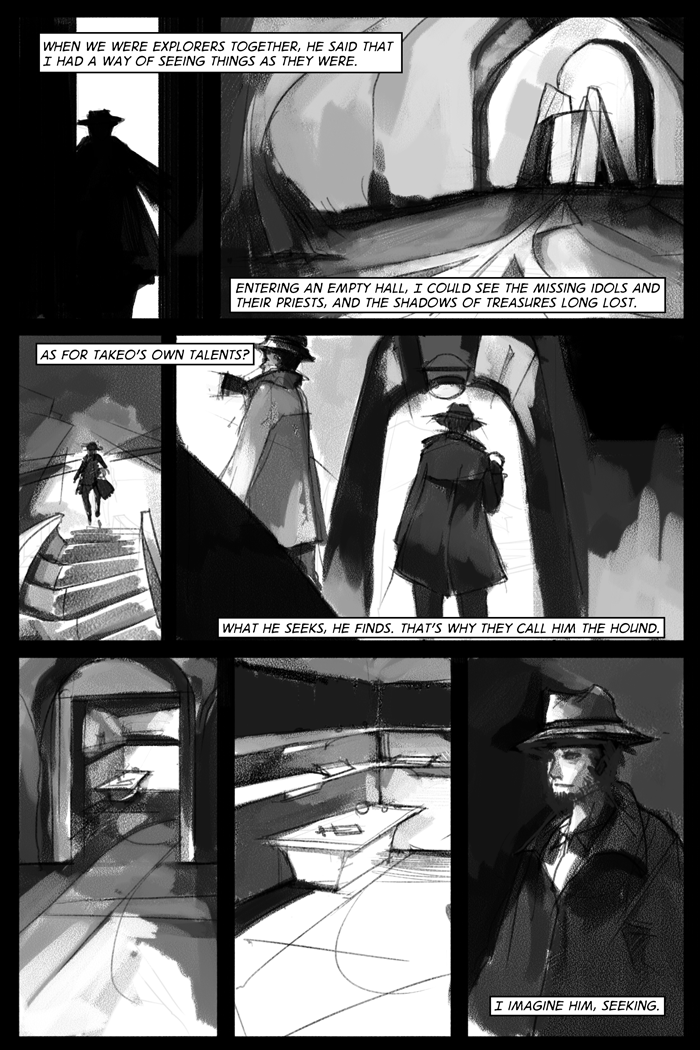 WHEN WE WERE EXPLORERS TOGETHER, HE SAID THAT
I HAD A WAY OF SEEING THINGS AS THEY WERE.
ENTERING AN EMPTY HALL, I COULD SEE THE MISSING IDOLS AND
THEIR PRIESTS, AND THE SHADOWS OF TREASURES LONG LOST.
AS FOR TAKEO'S OWN TALENTS?
WHAT HE SEEKS, HE FINDS. THAT'S WHY THEY CALL HIM THE HOUND.
I IMAGINE HIM, SEEKING.